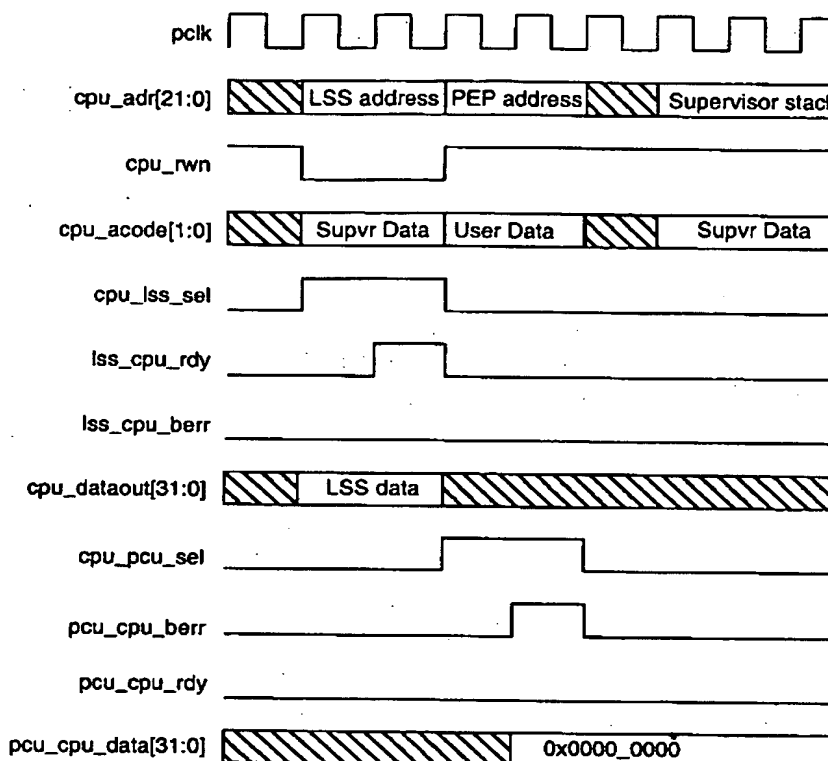 pclk
cpu_adr[21:0] LSS address PEP address Supervisor stack
cpu_rwn
cpu_acode[1:0] Supvr Data User Data Supvr Data
cpu_lss_sel
lss_cpu_rdy
lss_cpu_berr
cpu_dataout[31:0] LSS data
cpu_pcu_sel
pcu_cpu_berr
pcu_cpu_rdy
pcu_cpu_data[31:0] 0x0000_0000